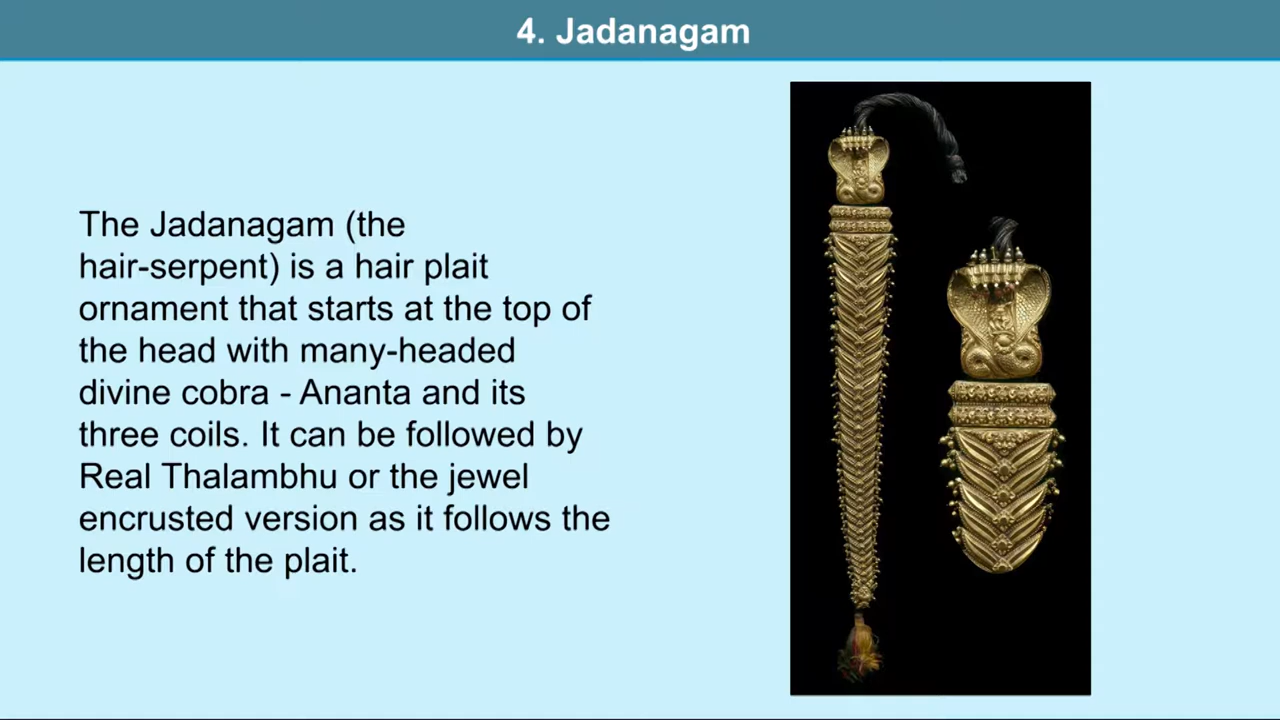 4. Jadanagam
The Jadanagam (the
hair-serpent) is a hair plait
ornament that starts at the top of
the head with many-headed
divine cobra - Ananta and its
three coils. It can be followed by
Real Thalambhu or the jewel
encrusted version as it follows the
length of the plait.